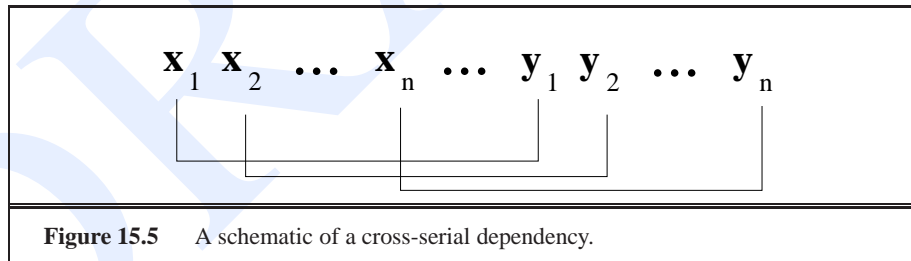 x1 x2 ... xn ... y1 y2 ... yn
Figure 15.5 A schematic of a cross-serial dependency.